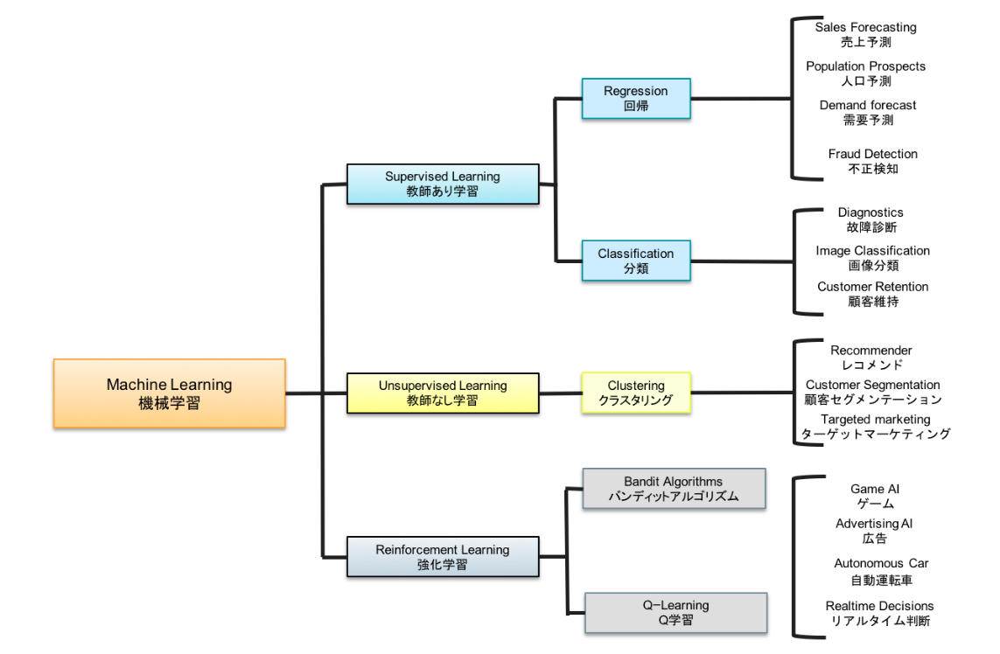 Machine Learning
機械学習
Supervised Learning
教師あり学習
Regression
回帰
Sales Forecasting
売上予測
Population Prospects
人口予測
Demand forecast
需要予測
Fraud Detection
不正検知
Classification
分類
Diagnostics
故障診断
Image Classification
画像分類
Customer Retention
顧客維持
Unsupervised Learning
教師なし学習
Clustering
クラスタリング
Recommender
レコメンド
Customer Segmentation
顧客セグメンテーション
Targeted marketing
ターゲットマーケティング
Reinforcement Learning
強化学習
Bandit Algorithms
バンディットアルゴリズム
Q−Learning
Q学習
Game AI
ゲーム
Advertising AI
広告
Autonomous Car
自動運転車
Realtime Decisions
リアルタイム判断